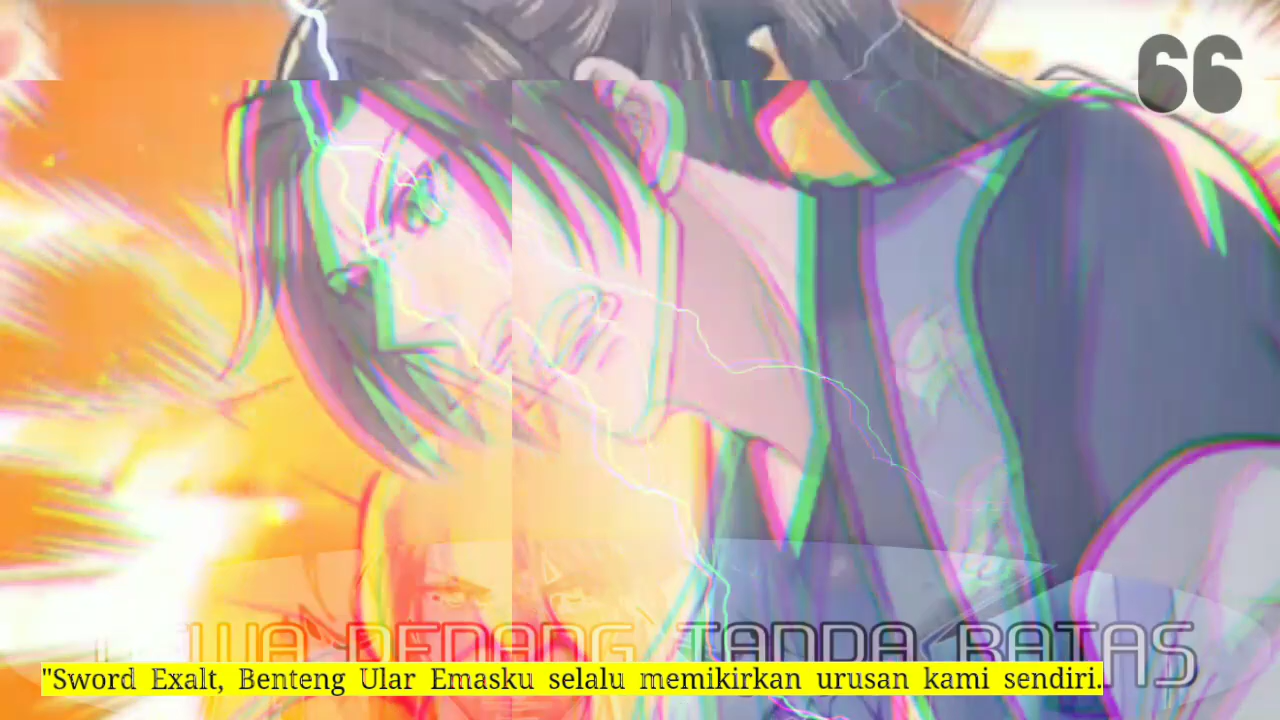 66
DEWA PEDANG TANPA BATAS
"Sword Exalt, Benteng Ular Emasku selalu memikirkan urusan kami sendiri.